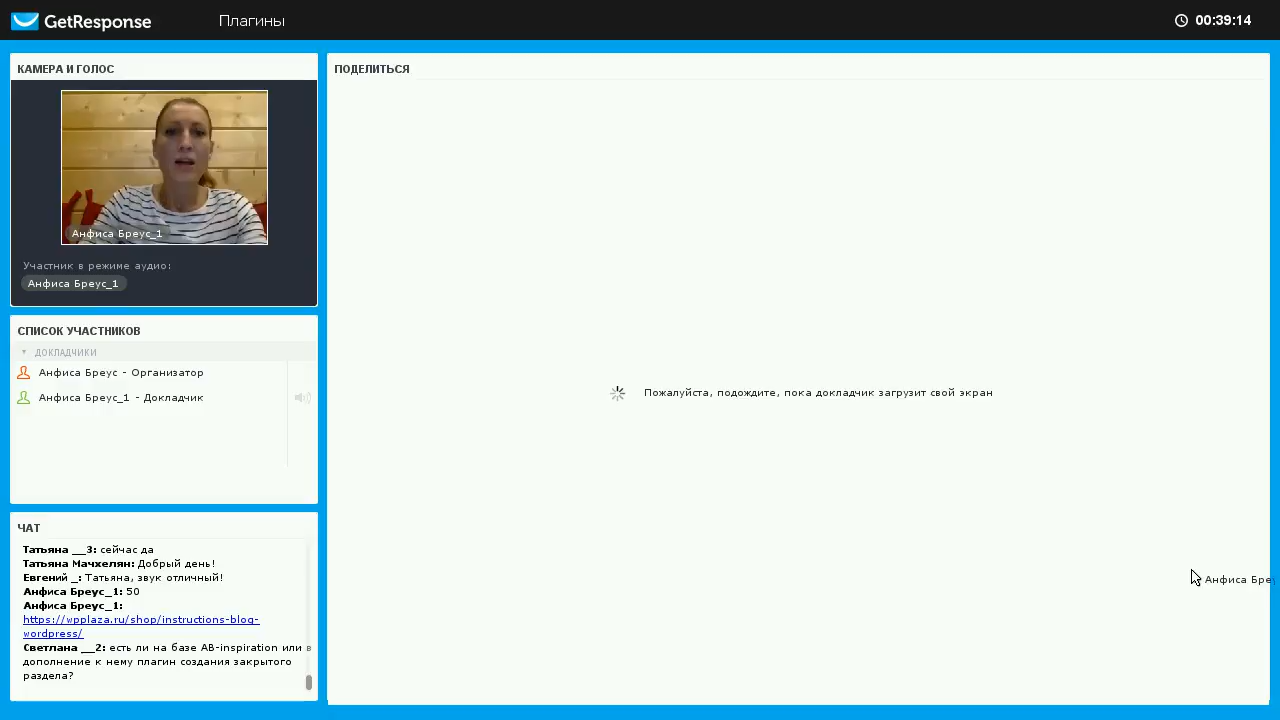 GetResponse
Плагины
00:39:14
КАМЕРА И ГОЛОС
Анфиса Бреус_1
Участник в режиме аудио:
Анфиса Бреус_1
СПИСОК УЧАСТНИКОВ
ДОКЛАДЧИКИ
Анфиса Бреус - Организатор
Анфиса Бреус_1 - Докладчик
ЧАТ
Татьяна __3: сейчас да
Татьяна Мачхелян: Добрый день!
Евгений _: Татьяна, звук отличный!
Анфиса Бреус_1: 50
Анфиса Бреус_1:
https://wpplaza.ru/shop/instructions-blog-
wordpress/
Светлана __2: есть ли на базе AB-inspiration или в
дополнение к нему плагин создания закрытого
раздела?
ПОДЕЛИТЬСЯ
Пожалуйста, подождите, пока докладчик загрузит свой экран
Анфиса Бре